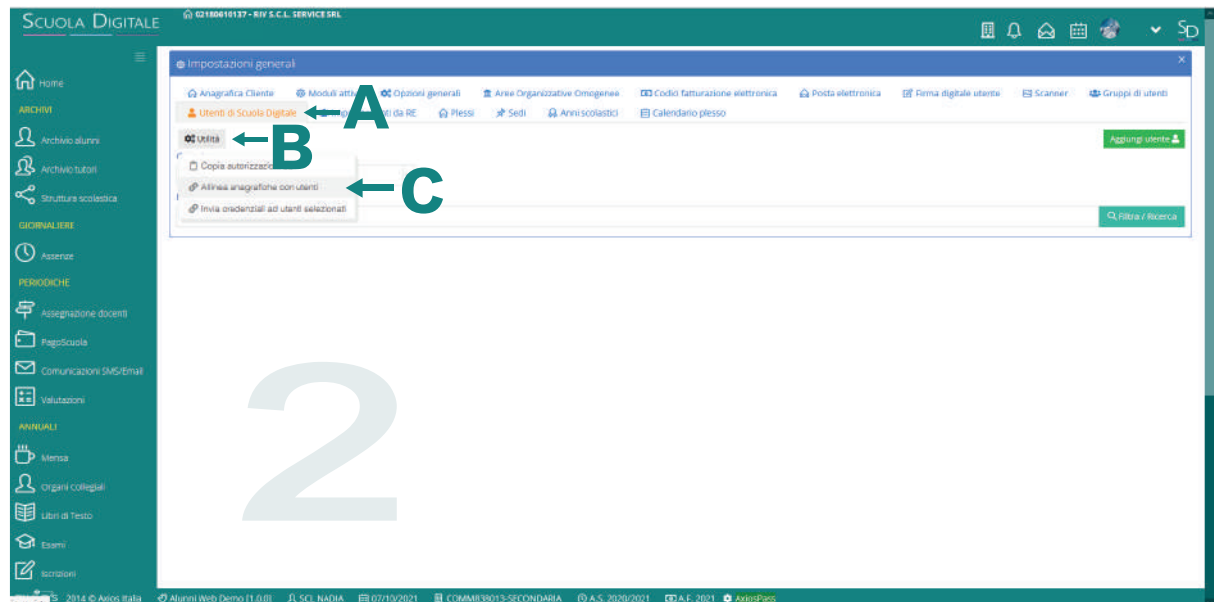 SCUOLA DIGITALE
02180610137 - RIV S.C.L. SERVICE SRL
SD
Impostazioni generali
×
Home
ARCHIVI
Archivio alunni
Archivio tutori
Struttura scolastica
GIORNALIERE
Assenze
PERIODICHE
Assegnazione docenti
PagoScuola
Comunicazioni SMS/Email
Valutazioni
ANNUALI
Mensa
Organi collegiali
Libri di Testo
Esami
Iscrizioni
Anagrafica Cliente Moduli attiv Opzioni generali Aree Organizzative Omogenee Codici fatturazione elettronica Posta elettronica Firma digitale utente Scanner Gruppi di utenti
Utenti di Scuola Digitale A da RE Plessi Sedi Anni scolastici Calendario plesso
Utilità B Aggiungi utente
Copia autorizzazio
Allinea anagrafiche con utenti C
Invia credenziali ad utenti selezionati
Filtra / Ricerca
2
2014 © Axios Italia Alunni Web Demo [1.0.0] SCL NADIA 07/10/2021 COMM838013-SECONDARIA A.S. 2020/2021 A.F. 2021 AxiosPass